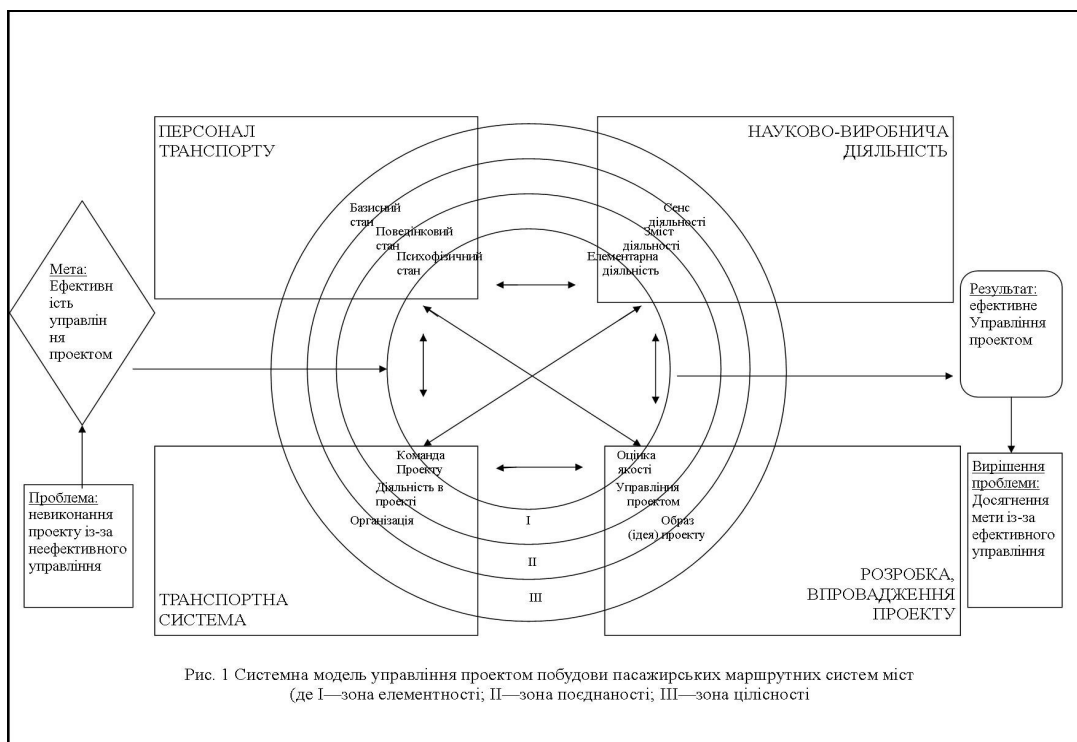 ПЕРСОНАЛ
ТРАНСПОРТУ
НАУКОВО-ВИРОБНИЧА
ДІЯЛЬНІСТЬ
Базисний
стан
Поведінковий
стан
Психофізичний
стан
Сенс
діяльності
Зміст
діяльності
Елементарна
діяльність
Мета:
Ефективн
ість
управлін
ня
проектом
Результат:
ефективне
Управління
проектом
Проблема:
невиконання
проекту із-за
неефективного
управління
Команда
Проекту
Діяльність в
проекті
Організація
Оцінка
якості
Управління
проектом
Образ
(ідея) проекту
I
II
III
Вирішення
проблеми:
Досягнення
мети із-за
ефективного
управління
ТРАНСПОРТНА
СИСТЕМА
РОЗРОБКА,
ВПРОВАДЖЕННЯ
ПРОЕКТУ
Рис. 1 Системна модель управління проектом побудови пасажирських маршрутних систем міст
(де I—зона елементності; II—зона поєднаності; III—зона цілісності